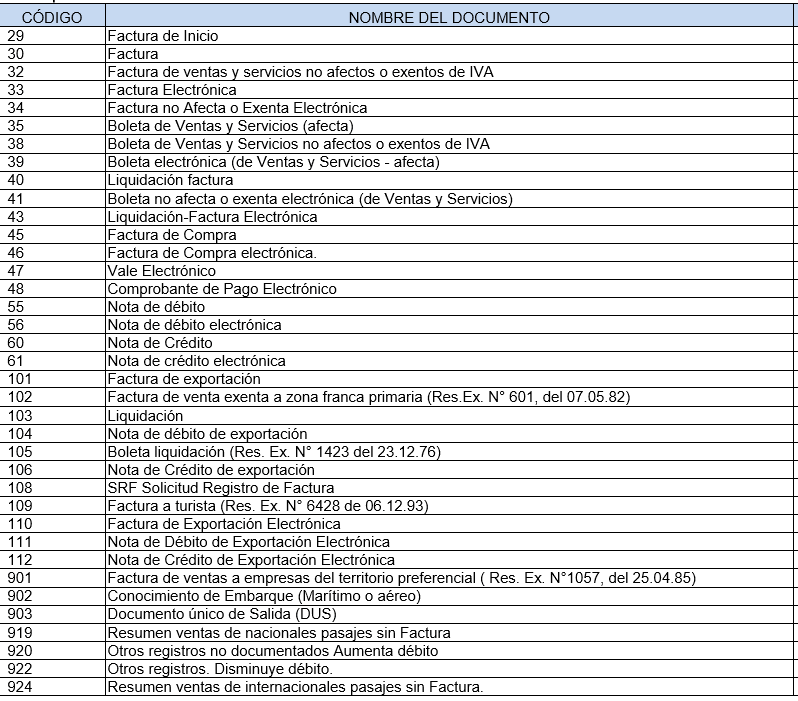 CÓDIGO NOMBRE DEL DOCUMENTO
29 Factura de Inicio
30 Factura
32 Factura de ventas y servicios no afectos o exentos de IVA
33 Factura Electrónica
34 Factura no Afecta o Exenta Electrónica
35 Boleta de Ventas y Servicios (afecta)
38 Boleta de Ventas y Servicios no afectos o exentos de IVA
39 Boleta electrónica (de Ventas y Servicios - afecta)
40 Liquidación factura
41 Boleta no afecta o exenta electrónica (de Ventas y Servicios)
43 Liquidación-Factura Electrónica
45 Factura de Compra
46 Factura de Compra electrónica.
47 Vale Electrónico
48 Comprobante de Pago Electrónico
55 Nota de débito
56 Nota de débito electrónica
60 Nota de Crédito
61 Nota de crédito electrónica
101 Factura de exportación
102 Factura de venta exenta a zona franca primaria (Res.Ex. N° 601, del 07.05.82)
103 Liquidación
104 Nota de débito de exportación
105 Boleta liquidación (Res. Ex. N° 1423 del 23.12.76)
106 Nota de Crédito de exportación
108 SRF Solicitud Registro de Factura
109 Factura a turista (Res. Ex. N° 6428 de 06.12.93)
110 Factura de Exportación Electrónica
111 Nota de Débito de Exportación Electrónica
112 Nota de Crédito de Exportación Electrónica
901 Factura de ventas a empresas del territorio preferencial ( Res. Ex. N°1057, del 25.04.85)
902 Conocimiento de Embarque (Marítimo o aéreo)
903 Documento único de Salida (DUS)
919 Resumen ventas de nacionales pasajes sin Factura
920 Otros registros no documentados Aumenta débito
922 Otros registros. Disminuye débito.
924 Resumen ventas de internacionales pasajes sin Factura.